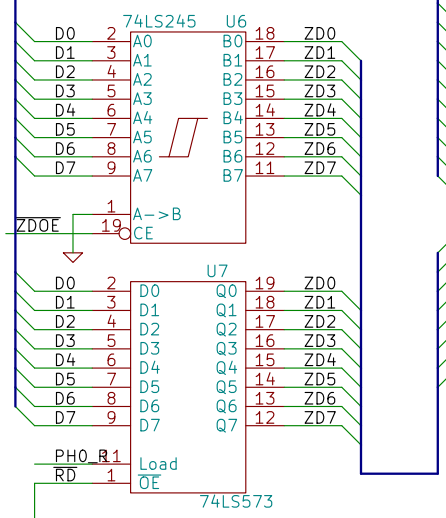 74LS245 U6
D0 2 A0 B0 18 ZD0
D1 3 A1 B1 17 ZD1
D2 4 A2 B2 16 ZD2
D3 5 A3 B3 15 ZD3
D4 6 A4 B4 14 ZD4
D5 7 A5 B5 13 ZD5
D6 8 A6 B6 12 ZD6
D7 9 A7 B7 11 ZD7
1 A->B
ZDOE 19 CE
U7
D0 2 D0 Q0 19 ZD0
D1 3 D1 Q1 18 ZD1
D2 4 D2 Q2 17 ZD2
D3 5 D3 Q3 16 ZD3
D4 6 D4 Q4 15 ZD4
D5 7 D5 Q5 14 ZD5
D6 8 D6 Q6 13 ZD6
D7 9 D7 Q7 12 ZD7
PH0_R 11 Load
RD 1 OE
74LS573